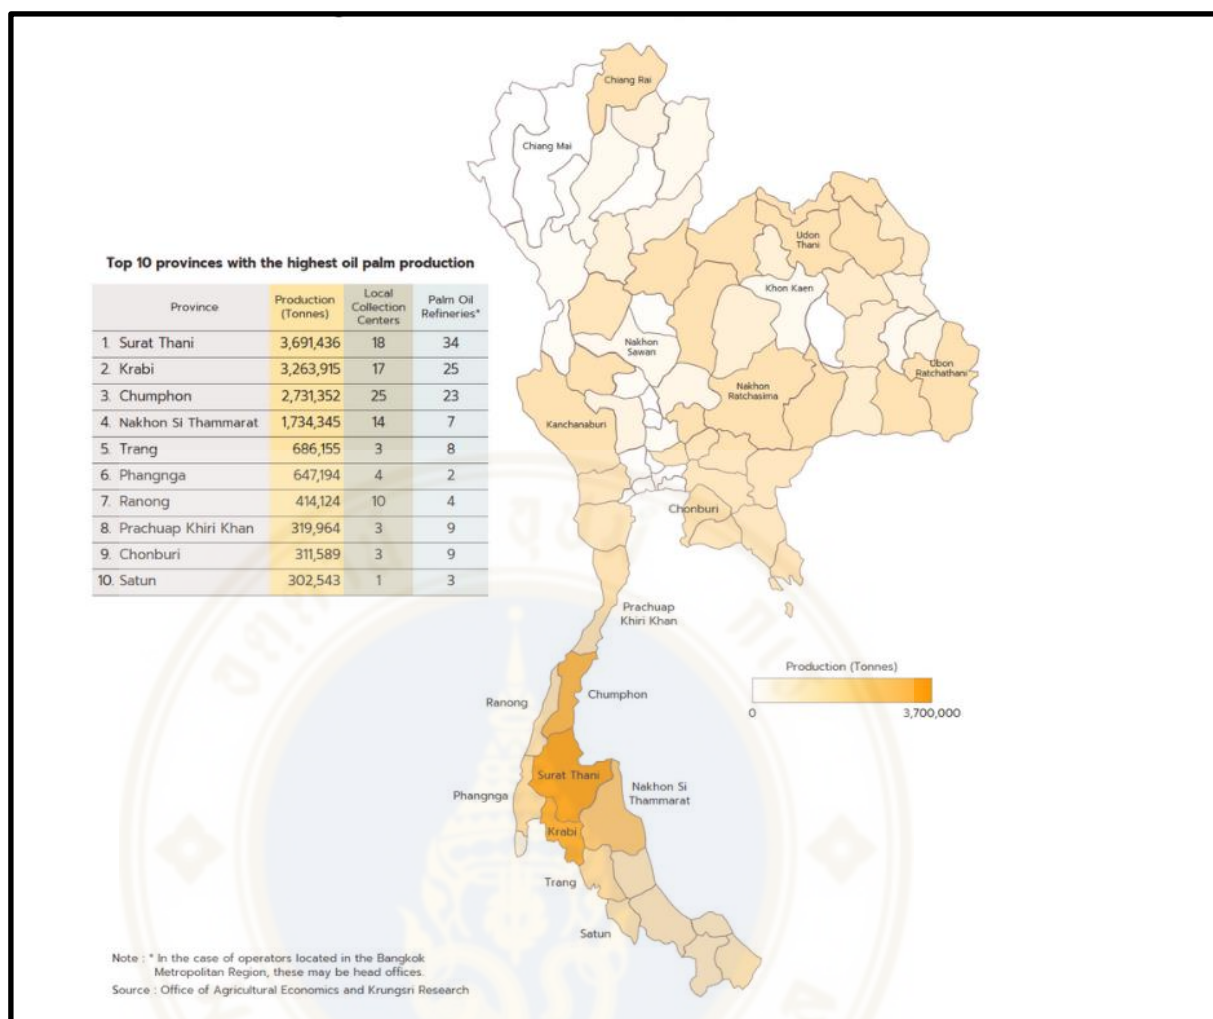 Top 10 provinces with the highest oil palm production
Province Production (Tonnes) Local Collection Centers Palm Oil Refineries*
1. Surat Thani 3,691,436 18 34
2. Krabi 3,263,915 17 25
3. Chumphon 2,731,352 25 23
4. Nakhon Si Thammarat 1,734,345 14 7
5. Trang 686,155 3 8
6. Phangnga 647,194 4 2
7. Ranong 414,124 10 4
8. Prachuap Khiri Khan 319,964 3 9
9. Chonburi 311,589 3 9
10. Satun 302,543 1 3
Chiang Rai
Chiang Mai
Udon
Thani
Khon Kaen
Nakhon
Sawan
Ubon
Ratchathani
Nakhon
Ratchasima
Kanchanaburi
Chonburi
Prachuap
Khiri Khan
Ranong
Chumphon
Surat Thani
Phangnga
Nakhon Si
Thammarat
Krabi
Trang
Satun
Production (Tonnes)
0 3,700,000
Note : * In the case of operators located in the Bangkok
Metropolitan Region, these may be head offices.
Source : Office of Agricultural Economics and Krungsri Research